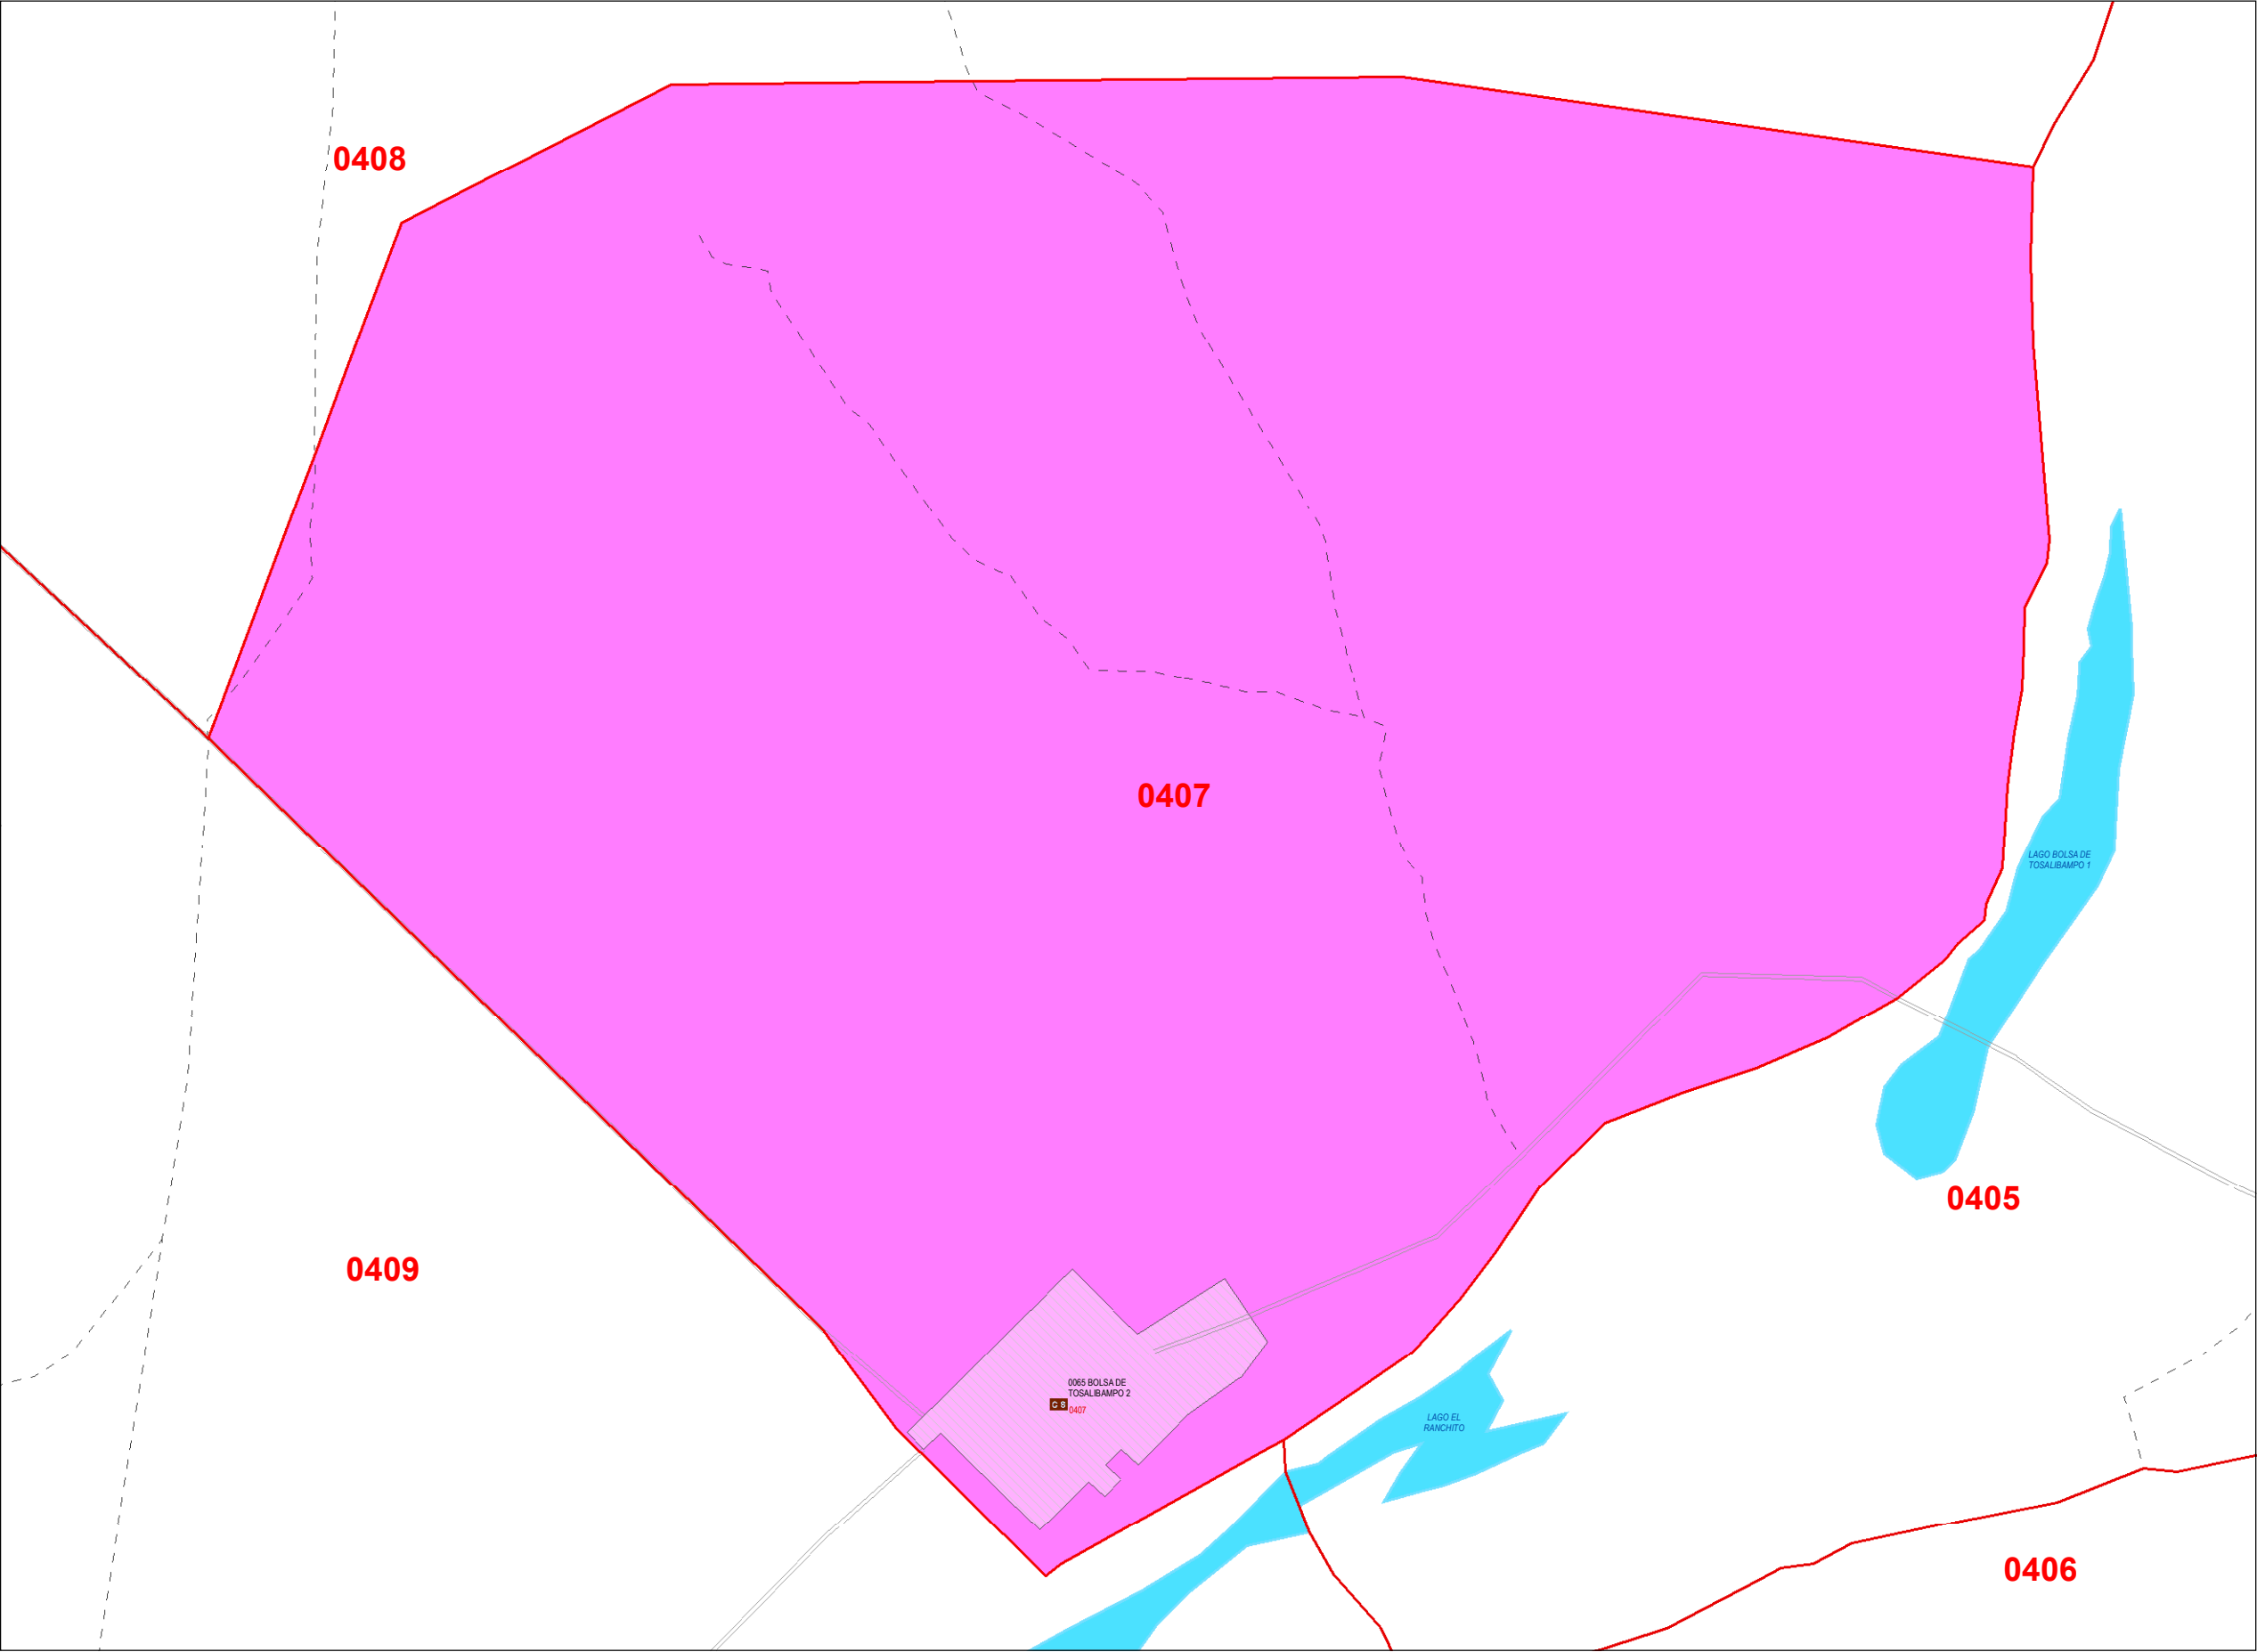 0408
0407
LAGO BOLSA DE
TOSALIBAMPO 1
0405
0409
0065 BOLSA DE
TOSALIBAMPO 2
C S
0407
LAGO EL
RANCHITO
0406